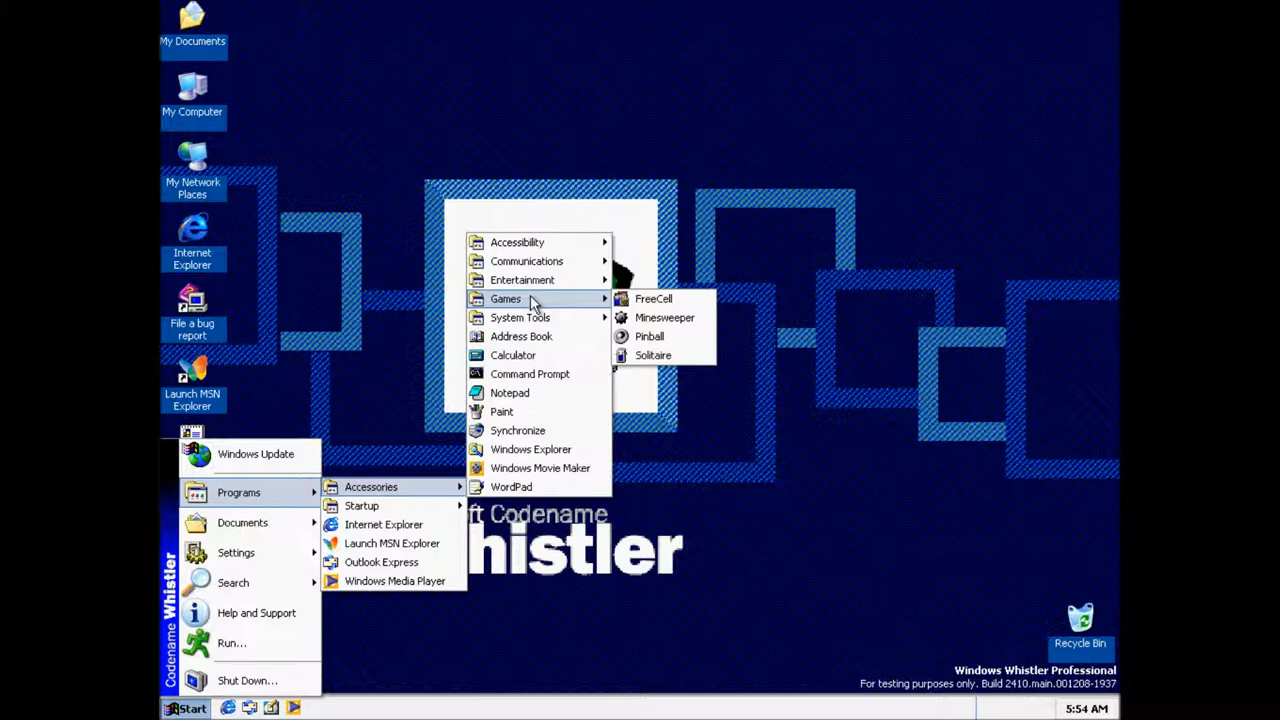 My Documents
My Computer
My Network
Places
Internet
Explorer
File a bug
report
Launch MSN
Explorer
Accessibility
Communications
Entertainment
Games
System Tools
Address Book
Calculator
Command Prompt
Notepad
Paint
Synchronize
Windows Explorer
Windows Movie Maker
WordPad
FreeCell
Minesweeper
Pinball
Solitaire
Windows Update
Programs
Documents
Settings
Search
Help and Support
Run...
Shut Down...
Codename Whistler
Accessories
Startup
Internet Explorer
Launch MSN Explorer
Outlook Express
Windows Media Player
ft Codename
histler
Recycle Bin
Windows Whistler Professional
For testing purposes only. Build 2410.main.001208-1937
Start
5:54 AM